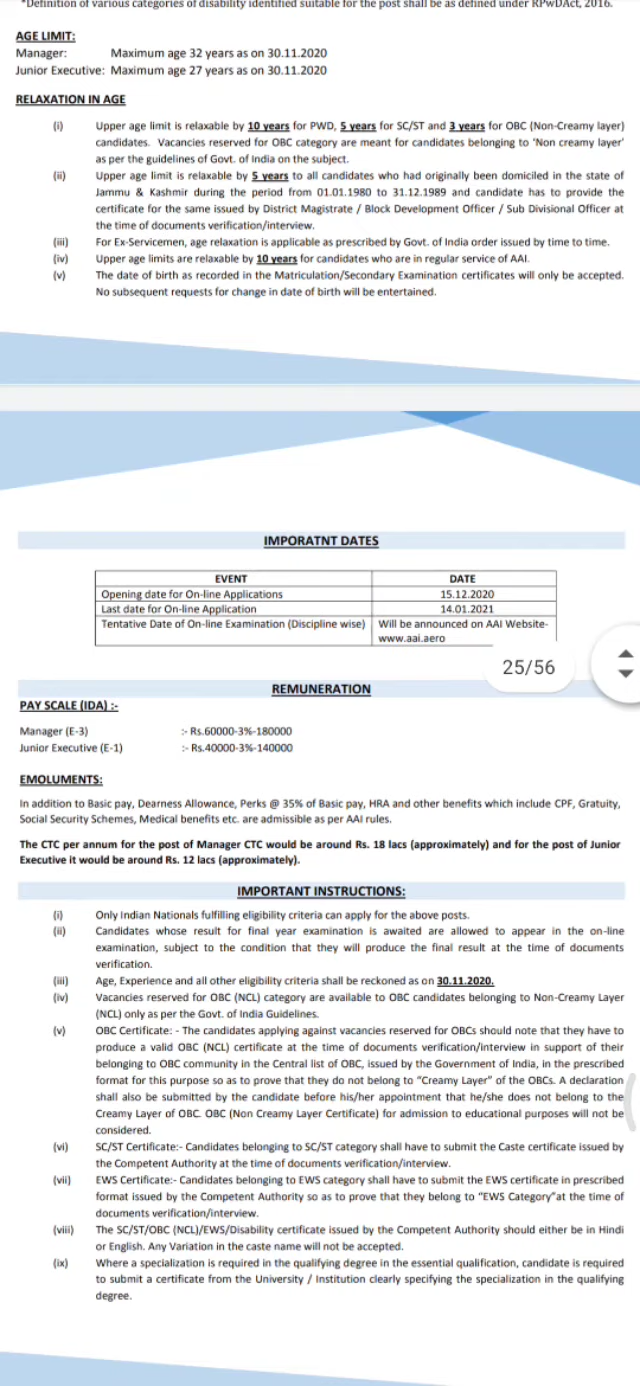 *Definition of various categories of disability identified suitable for the post shall be as defined under RPwDAct, 2016.
AGE LIMIT:
Manager: Maximum age 32 years as on 30.11.2020
Junior Executive: Maximum age 27 years as on 30.11.2020
RELAXATION IN AGE
(i) Upper age limit is relaxable by 10 years for PWD, 5 years for SC/ST and 3 years for OBC (Non-Creamy layer)
candidates. Vacancies reserved for OBC category are meant for candidates belonging to 'Non creamy layer'
as per the guidelines of Govt. of India on the subject.
(ii) Upper age limit is relaxable by 5 years to all candidates who had originally been domiciled in the state of
Jammu & Kashmir during the period from 01.01.1980 to 31.12.1989 and candidate has to provide the
certificate for the same issued by District Magistrate / Block Development Officer / Sub Divisional Officer at
the time of documents verification/interview.
(iii) For Ex-Servicemen, age relaxation is applicable as prescribed by Govt. of India order issued by time to time.
(iv) Upper age limits are relaxable by 10 years for candidates who are in regular service of AAI.
(v) The date of birth as recorded in the Matriculation/Secondary Examination certificates will only be accepted.
No subsequent requests for change in date of birth will be entertained.
IMPORATNT DATES
EVENT DATE
Opening date for On-line Applications 15.12.2020
Last date for On-line Application 14.01.2021
Tentative Date of On-line Examination (Discipline wise) Will be announced on AAI Website-
www.aai.aero
25/56
REMUNERATION
PAY SCALE (IDA) :-
Manager (E-3) :- Rs.60000-3%-180000
Junior Executive (E-1) :- Rs.40000-3%-140000
EMOLUMENTS:
In addition to Basic pay, Dearness Allowance, Perks @ 35% of Basic pay, HRA and other benefits which include CPF, Gratuity,
Social Security Schemes, Medical benefits etc. are admissible as per AAI rules.
The CTC per annum for the post of Manager CTC would be around Rs. 18 lacs (approximately) and for the post of Junior
Executive it would be around Rs. 12 lacs (approximately).
IMPORTANT INSTRUCTIONS:
(i) Only Indian Nationals fulfilling eligibility criteria can apply for the above posts.
(ii) Candidates whose result for final year examination is awaited are allowed to appear in the on-line
examination, subject to the condition that they will produce the final result at the time of documents
verification.
(iii) Age, Experience and all other eligibility criteria shall be reckoned as on 30.11.2020.
(iv) Vacancies reserved for OBC (NCL) category are available to OBC candidates belonging to Non-Creamy Layer
(NCL) only as per the Govt. of India Guidelines.
(v) OBC Certificate: - The candidates applying against vacancies reserved for OBCs should note that they have to
produce a valid OBC (NCL) certificate at the time of documents verification/interview in support of their
belonging to OBC community in the Central list of OBC, issued by the Government of India, in the prescribed
format for this purpose so as to prove that they do not belong to "Creamy Layer" of the OBCs. A declaration
shall also be submitted by the candidate before his/her appointment that he/she does not belong to the
Creamy Layer of OBC. OBC (Non Creamy Layer Certificate) for admission to educational purposes will not be
considered.
(vi) SC/ST Certificate:- Candidates belonging to SC/ST category shall have to submit the Caste certificate issued by
the Competent Authority at the time of documents verification/interview.
(vii) EWS Certificate:- Candidates belonging to EWS category shall have to submit the EWS certificate in prescribed
format issued by the Competent Authority so as to prove that they belong to "EWS Category"at the time of
documents verification/interview.
(viii) The SC/ST/OBC (NCL)/EWS/Disability certificate issued by the Competent Authority should either be in Hindi
or English. Any Variation in the caste name will not be accepted.
(ix) Where a specialization is required in the qualifying degree in the essential qualification, candidate is required
to submit a certificate from the University / Institution clearly specifying the specialization in the qualifying
degree.